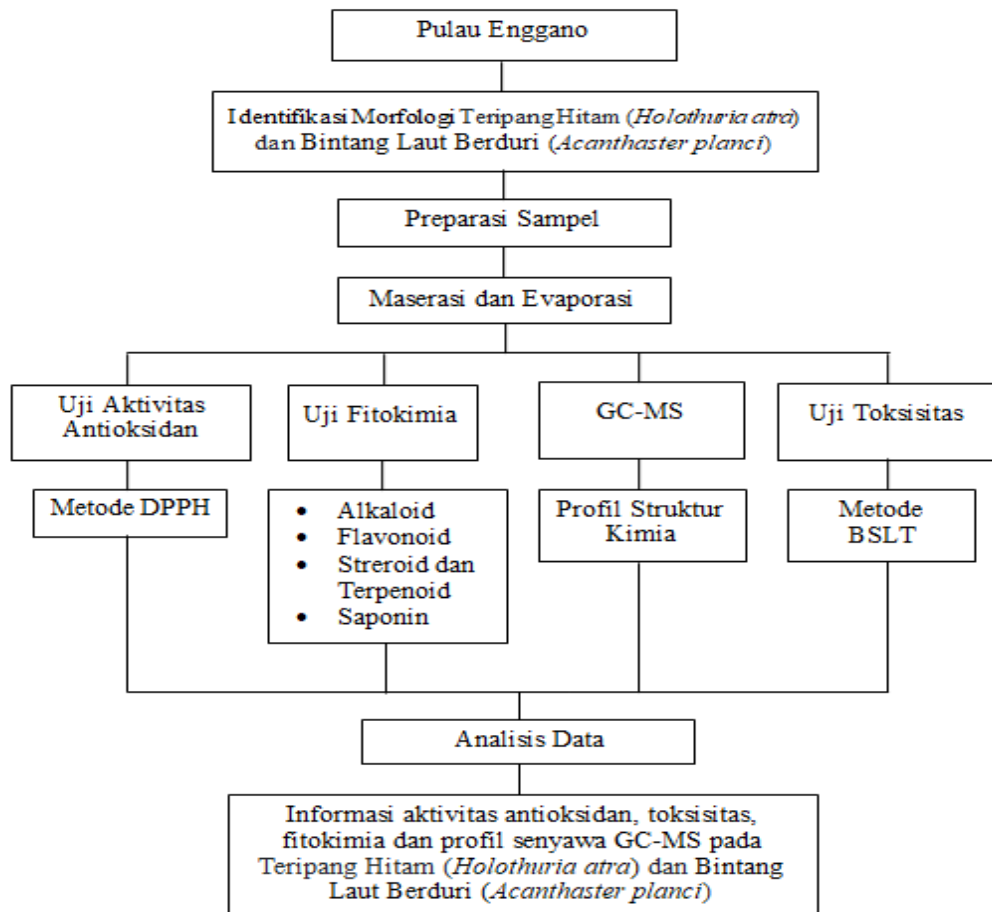 Pulau Enggano
Identifikasi Morfologi Teripang Hitam (Holothuria atra)
dan Bintang Laut Berduri (Acanthaster planci)
Preparasi Sampel
Maserasi dan Evaporasi
Uji Aktivitas
Antioksidan
Uji Fitokimia
GC-MS
Uji Toksisitas
Metode DPPH
• Alkaloid
• Flavonoid
• Streroid dan
Terpenoid
• Saponin
Profil Struktur
Kimia
Metode
BSLT
Analisis Data
Informasi aktivitas antioksidan, toksisitas,
fitokimia dan profil senyawa GC-MS pada
Teripang Hitam (Holothuria atra) dan Bintang
Laut Berduri (Acanthaster planci)